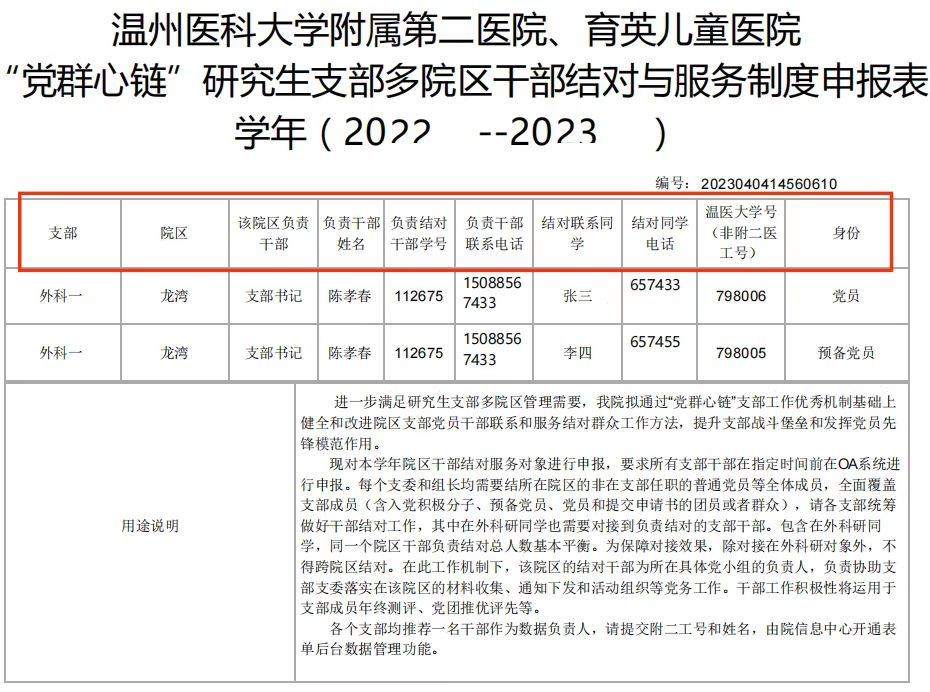 温州医科大学附属第二医院、育英儿童医院
“党群心链”研究生支部多院区干部结对与服务制度申报表
学年（2022 --2023 ）
编号： 2023040414560610
支部 院区 该院区负责干部 负责干部姓名 负责结对干部学号 负责干部联系电话 结对联系同学 结对同学电话 温医大学号（非附二医工号） 身份
外科一 龙湾 支部书记 陈孝春 112675 15088567433 张三 657433 798006 党员
外科一 龙湾 支部书记 陈孝春 112675 15088567433 李四 657455 798005 预备党员
用途说明
进一步满足研究生支部多院区管理需要，我院拟通过“党群心链”支部工作优秀机制基础上
健全和改进院区支部党员干部联系和服务结对群众工作方法，提升支部战斗堡垒和发挥党员先
锋模范作用。
现对本学年院区干部结对服务对象进行申报，要求所有支部干部在指定时间前在OA系统进
行申报。每个支委和组长均需要结所在院区的非在支部任职的普通党员等全体成员，全面覆盖
支部成员（含入党积极分子、预备党员、党员和提交申请书的团员或者群众），请各支部统筹
做好干部结对工作，其中在外科研同学也需要对接到负责结对的支部干部。包含在外科研同
学，同一个院区干部负责结对总人数基本平衡。为保障对接效果，除对接在外科研对象外，不
得跨院区结对。在此工作机制下，该院区的结对干部为所在具体党小组的负责人，负责协助支
部支委落实在该院区的材料收集、通知下发和活动组织等党务工作。干部工作积极性将运用于
支部成员年终测评、党团推优评先等。
各个支部均推荐一名干部作为数据负责人，请提交附二工号和姓名，由院信息中心开通表
单后台数据管理功能。